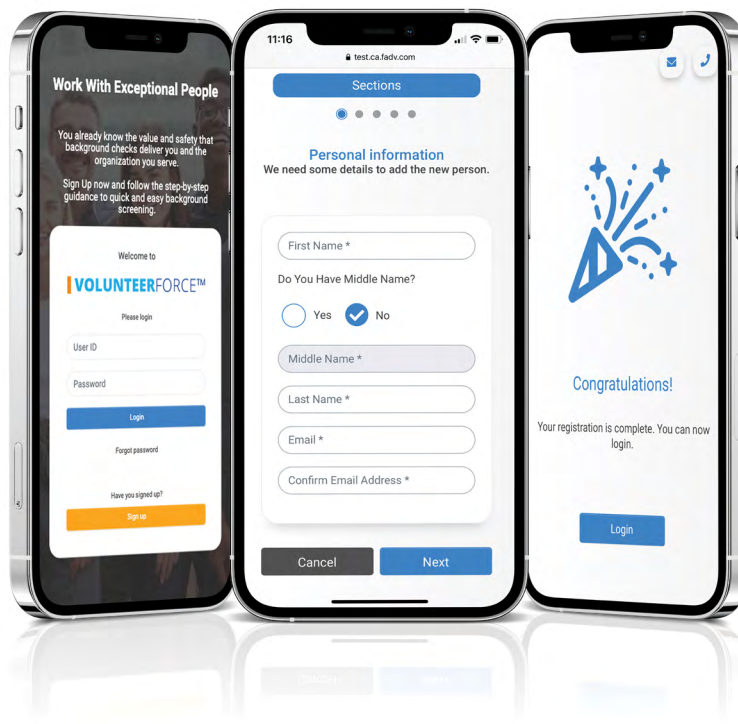 Work With Exceptional People
You already know the value and safety that
background checks deliver you and the
organization you serve.
Sign Up now and follow the step-by-step
guidance to quick and easy background
screening.
Welcome to
VOLUNTEERFORCE™
Please login
User ID
Password
Login
Forgot password
Have you signed up?
Sign up
11:16
test.ca.fadv.com
Sections
Personal information
We need some details to add the new person.
First Name *
Do You Have Middle Name?
Yes No
Middle Name *
Last Name *
Email *
Confirm Email Address *
Cancel Next
Congratulations!
Your registration is complete. You can now
login.
Login